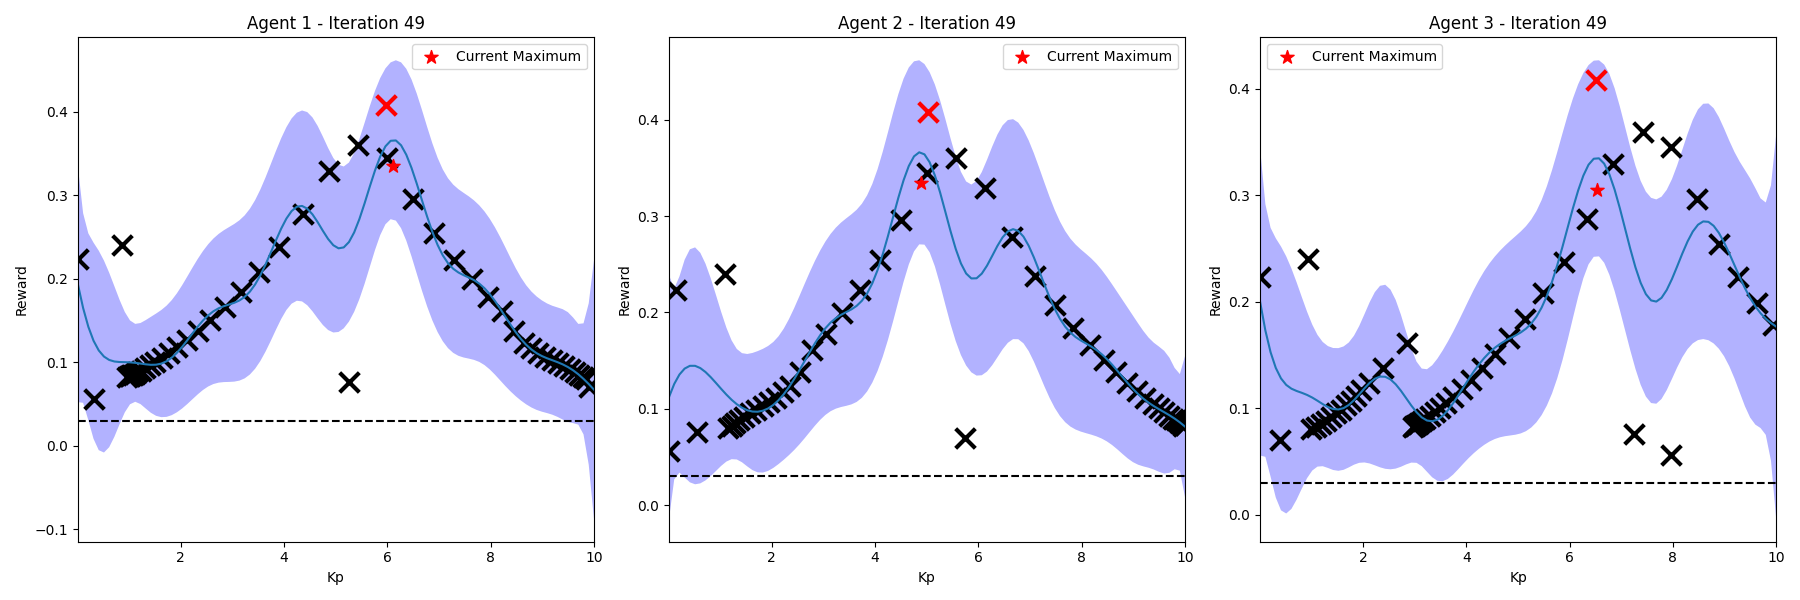 Agent 1 - Iteration 49
Current Maximum
Reward
0.4
0.3
0.2
0.1
0.0
−0.1
2
4
6
8
10
Kp
Agent 2 - Iteration 49
Current Maximum
Reward
0.4
0.3
0.2
0.1
0.0
2
4
6
8
10
Kp
Agent 3 - Iteration 49
Current Maximum
Reward
0.4
0.3
0.2
0.1
0.0
2
4
6
8
10
Kp